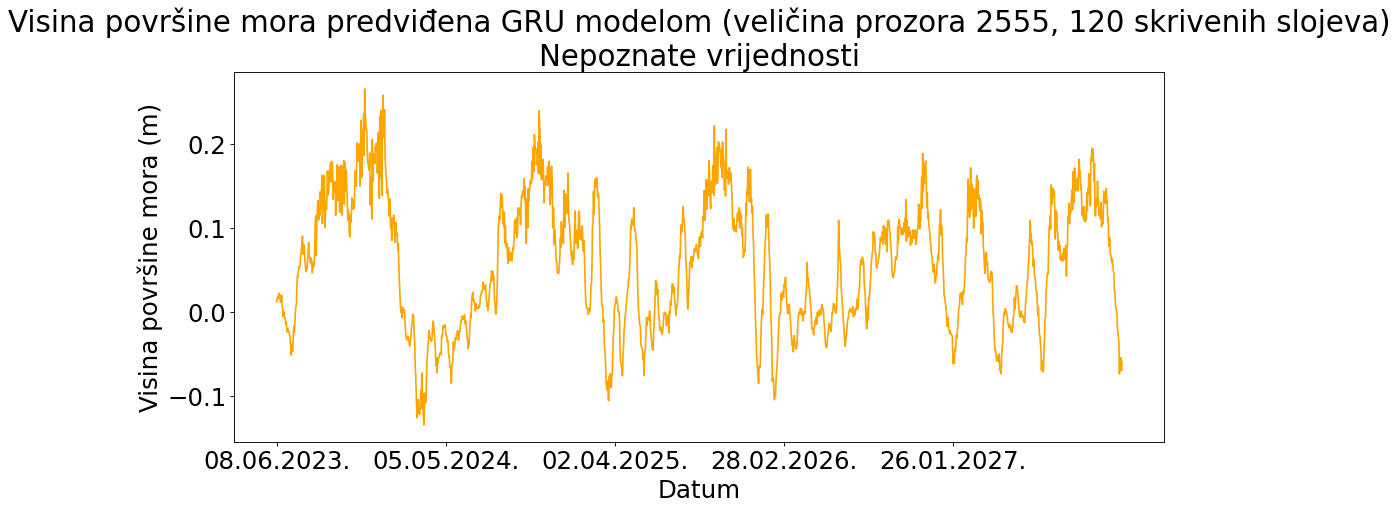 Visina površine mora predviđena GRU modelom (veličina prozora 2555, 120 skrivenih slojeva)
Nepoznate vrijednosti
Visina površine mora (m)
0.2
0.1
0.0
−0.1
08.06.2023. 05.05.2024. 02.04.2025. 28.02.2026. 26.01.2027.
Datum